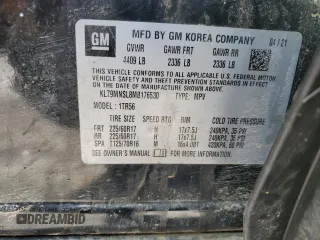 GM
MFD BY GM KOREA COMPANY
04/21
GVWR GAWR FRT GAWR RR
4409 LB 2336 LB 2336 LB
THIS VEHICLE CONFORMS TO ALL APPLICABLE U.S. FEDERAL MOTOR
VEHICLE SAFETY, BUMPER, AND THEFT PREVENTION STANDARDS IN
EFFECT ON THE DATE OF MANUFACTURE SHOWN ABOVE.
KL79MNSL8MB176530 TYPE: MPV
MODEL: 1TR56
TIRE SIZE SPEED RTG RIM COLD TIRE PRESSURE
FRT 225/60R17 H 17x7.5J 240KPA, 35 PSI
RR 225/60R17 H 17x7.5J 240KPA, 35 PSI
SPA T125/70R16 M 16x4.0BT 420KPA, 60 PSI
SEE OWNER'S MANUAL FOR ADDITIONAL INFORMATION
DREAMBID